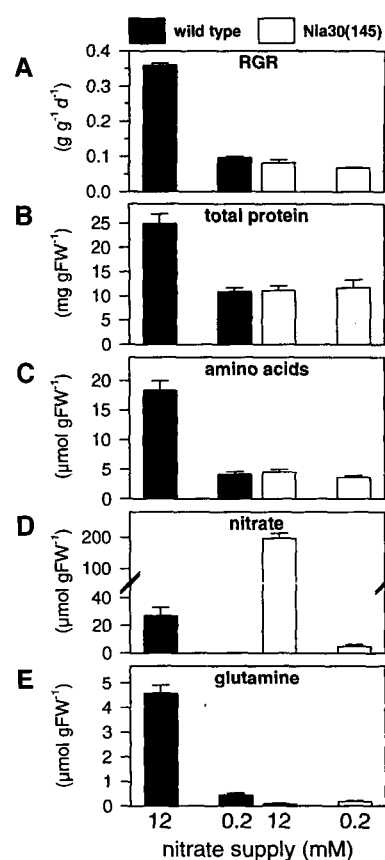 wild type Nia30(145)
A RGR
(g g⁻¹ d⁻¹)
0.4
0.3
0.2
0.1
0.0
B total protein
(mg gFW⁻¹)
25
20
15
10
5
0
C amino acids
(µmol gFW⁻¹)
20
15
10
5
0
D nitrate
(µmol gFW⁻¹)
200
100
40
20
0
E glutamine
(µmol gFW⁻¹)
5
4
3
2
1
0
12 0.2 12 0.2
nitrate supply (mM)